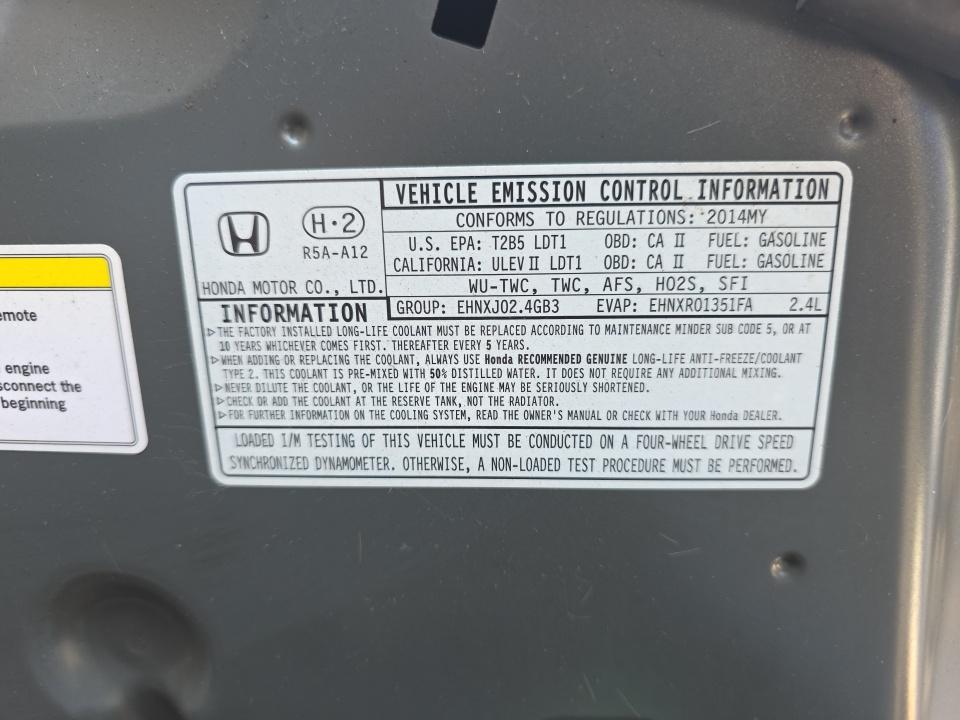 VEHICLE EMISSION CONTROL INFORMATION
H·2
R5A-A12
HONDA MOTOR CO., LTD.
CONFORMS TO REGULATIONS: 2014MY
U.S. EPA: T2B5 LDT1 OBD: CA II FUEL: GASOLINE
CALIFORNIA: ULEV II LDT1 OBD: CA II FUEL: GASOLINE
WU-TWC, TWC, AFS, HO2S, SFI
GROUP: EHNXJ02.4GB3 EVAP: EHNXR0135IFA 2.4L
INFORMATION
▷THE FACTORY INSTALLED LONG-LIFE COOLANT MUST BE REPLACED ACCORDING TO MAINTENANCE MINDER SUB CODE 5, OR AT
10 YEARS WHICHEVER COMES FIRST. THEREAFTER EVERY 5 YEARS.
▷WHEN ADDING OR REPLACING THE COOLANT, ALWAYS USE Honda RECOMMENDED GENUINE LONG-LIFE ANTI-FREEZE/COOLANT
TYPE 2. THIS COOLANT IS PRE-MIXED WITH 50% DISTILLED WATER. IT DOES NOT REQUIRE ANY ADDITIONAL MIXING.
▷NEVER DILUTE THE COOLANT, OR THE LIFE OF THE ENGINE MAY BE SERIOUSLY SHORTENED.
▷CHECK OR ADD THE COOLANT AT THE RESERVE TANK, NOT THE RADIATOR.
▷FOR FURTHER INFORMATION ON THE COOLING SYSTEM, READ THE OWNER'S MANUAL OR CHECK WITH YOUR Honda DEALER.
LOADED I/M TESTING OF THIS VEHICLE MUST BE CONDUCTED ON A FOUR-WHEEL DRIVE SPEED
SYNCHRONIZED DYNAMOMETER. OTHERWISE, A NON-LOADED TEST PROCEDURE MUST BE PERFORMED.
emote
engine
sconnect the
beginning